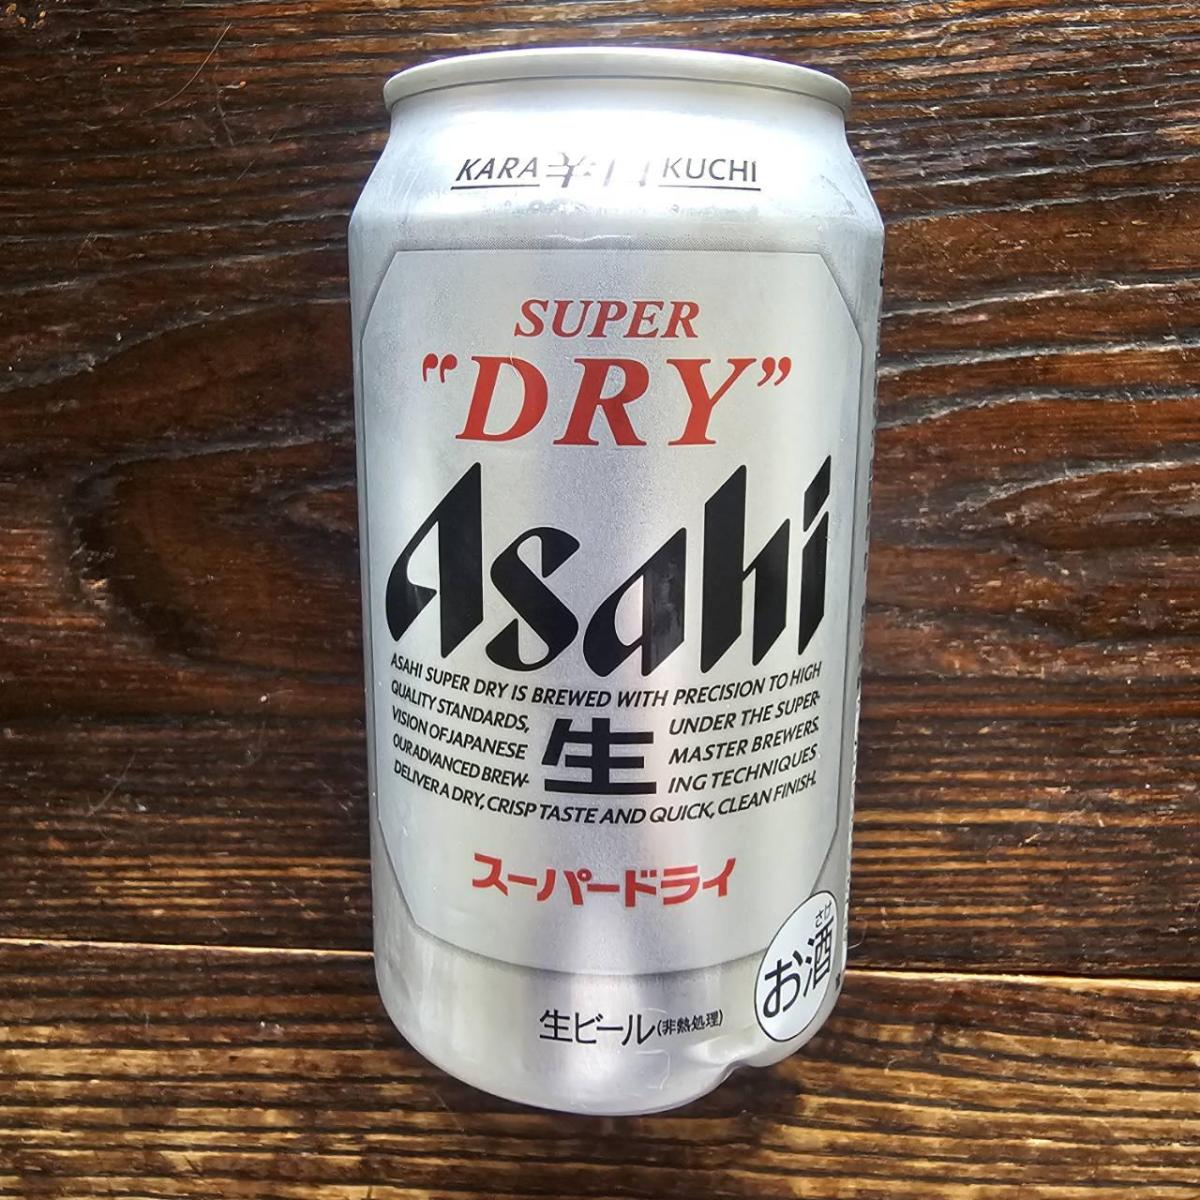 KARA 辛口 KUCHI
SUPER
"DRY"
Asahi
ASAHI SUPER DRY IS BREWED WITH PRECISION TO HIGH
QUALITY STANDARDS, UNDER THE SUPER-
VISION OF JAPANESE MASTER BREWERS.
OUR ADVANCED BREW- ING TECHNIQUES
生
DELIVER A DRY, CRISP TASTE AND QUICK, CLEAN FINISH.
スーパードライ
さけ
お酒
生ビール(非熱処理)